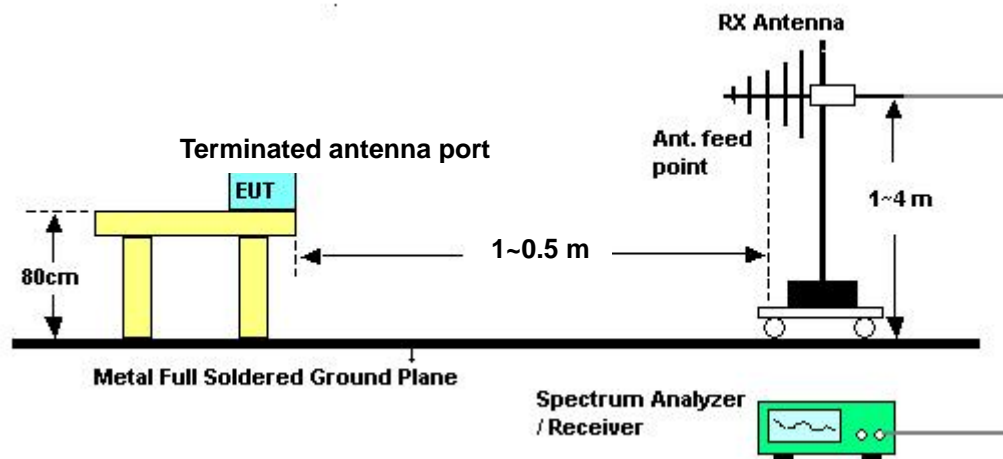 RX Antenna
Terminated antenna port
Ant. feed
point
EUT
1~4 m
1~0.5 m
80cm
Metal Full Soldered Ground Plane
Spectrum Analyzer
/ Receiver